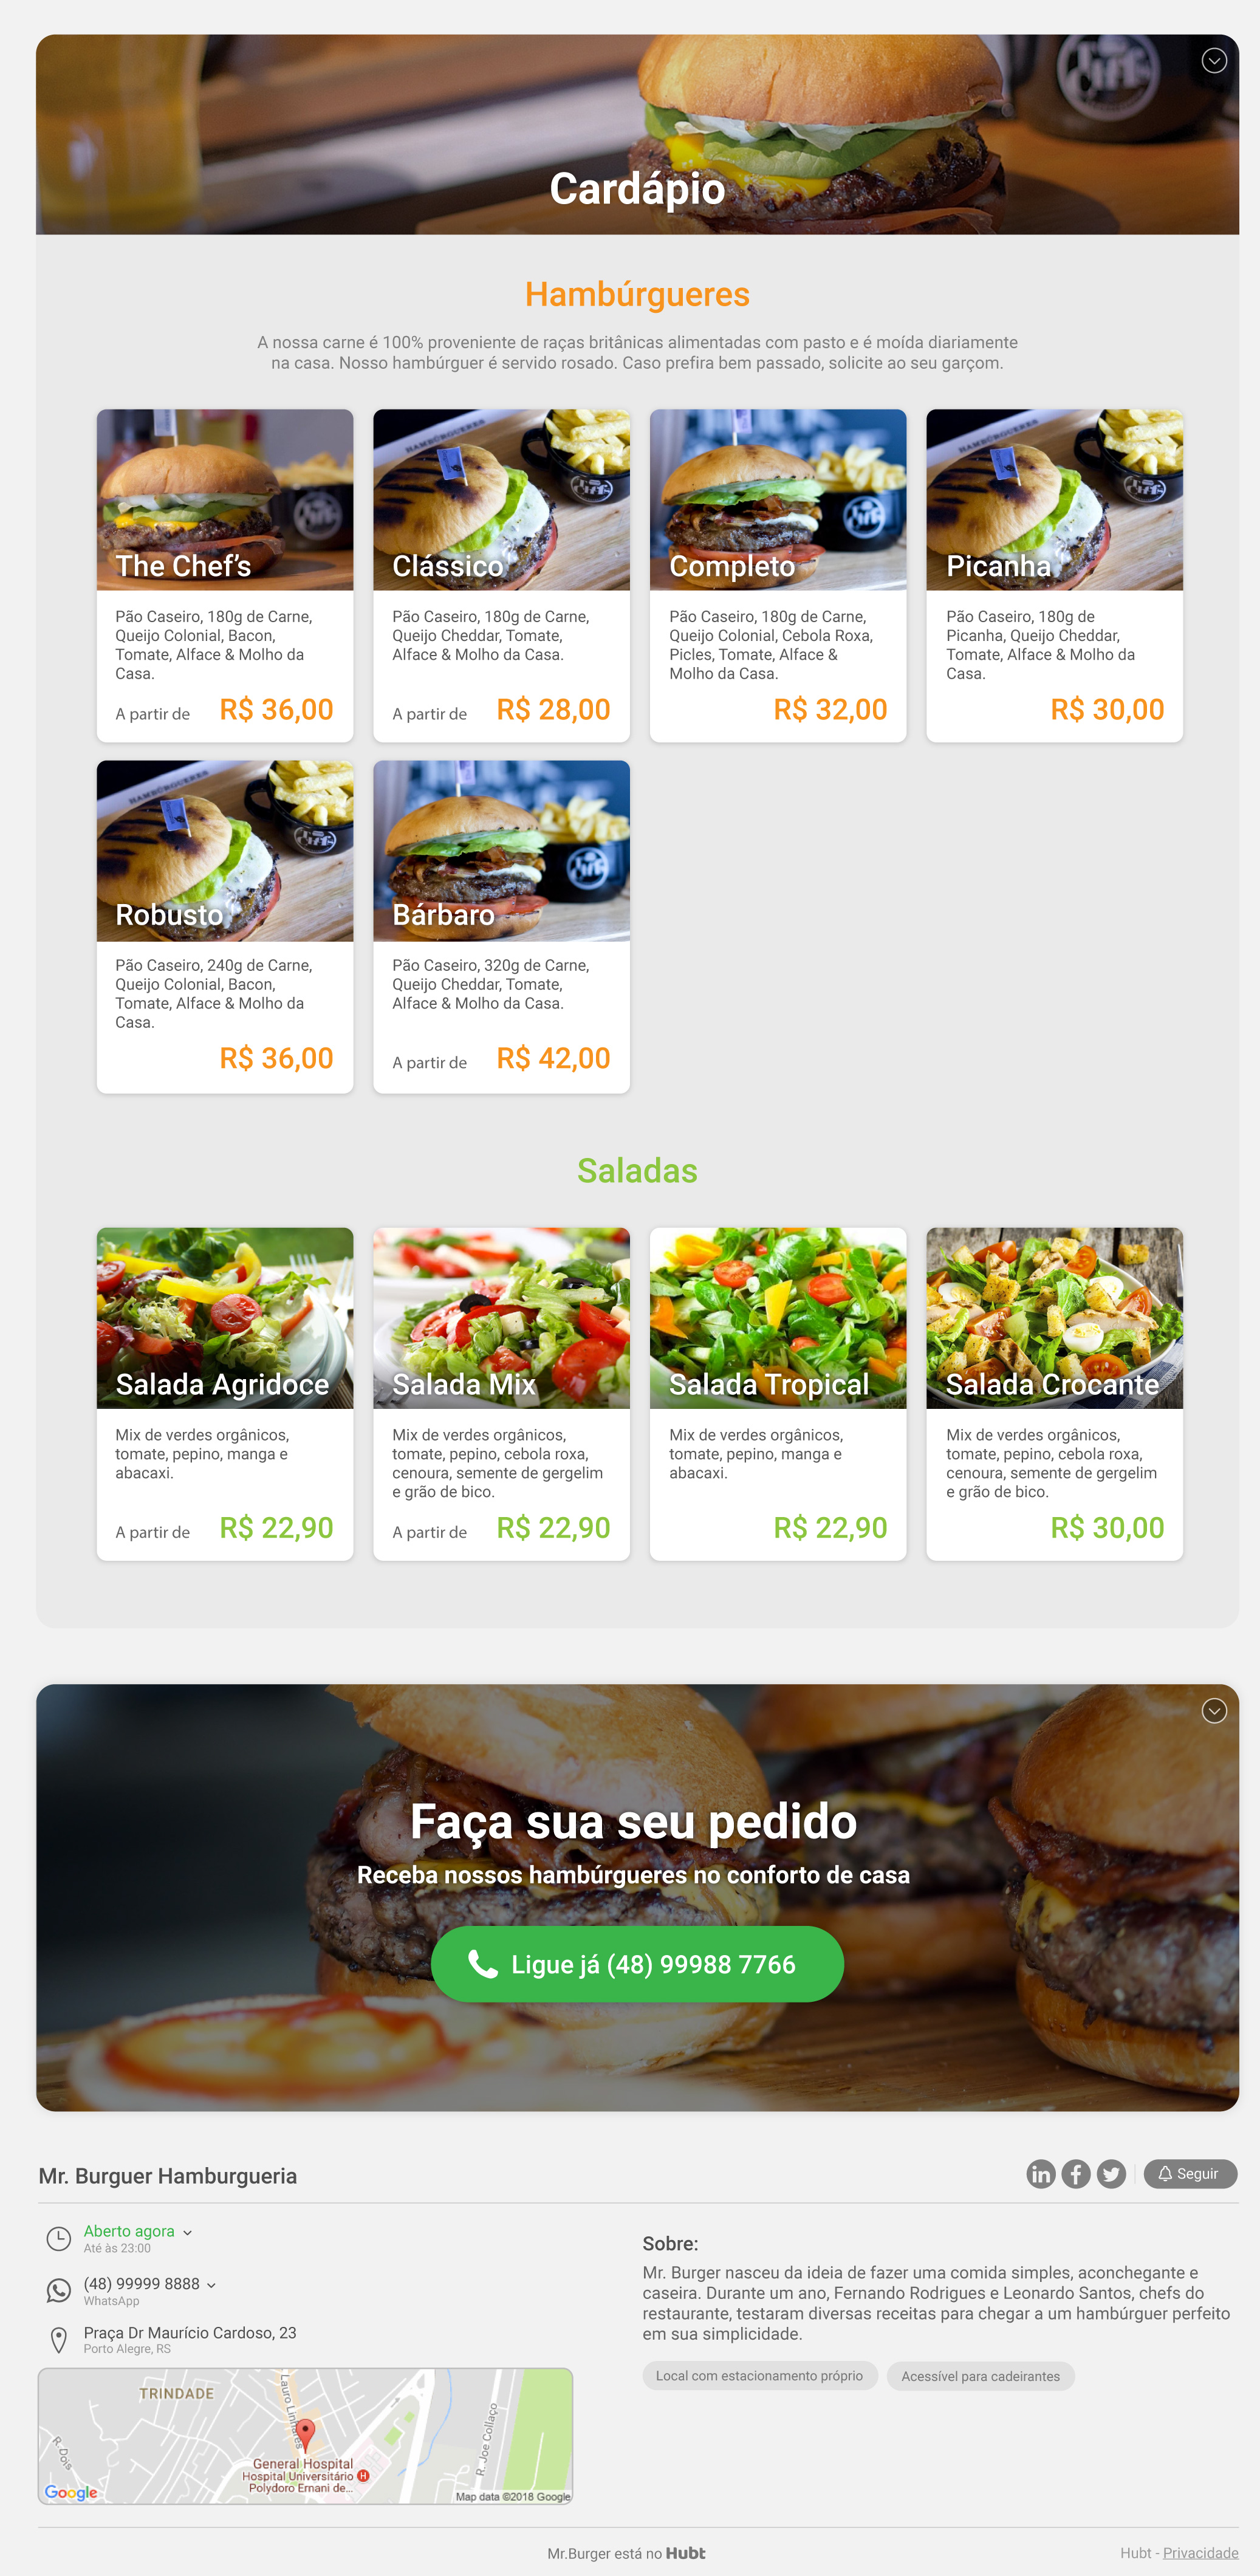 Cardápio
Hambúrgueres
A nossa carne é 100% proveniente de raças britânicas alimentadas com pasto e é moída diariamente
na casa. Nosso hambúrguer é servido rosado. Caso prefira bem passado, solicite ao seu garçom.
The Chef's
Pão Caseiro, 180g de Carne,
Queijo Colonial, Bacon,
Tomate, Alface & Molho da
Casa.
A partir de R$ 36,00
HAMBÚRGUERES
Clássico
Pão Caseiro, 180g de Carne,
Queijo Cheddar, Tomate,
Alface & Molho da Casa.
A partir de R$ 28,00
Completo
Pão Caseiro, 180g de Carne,
Queijo Colonial, Cebola Roxa,
Picles, Tomate, Alface &
Molho da Casa.
R$ 32,00
HAMBÚRGUERES
Picanha
Pão Caseiro, 180g de
Picanha, Queijo Cheddar,
Tomate, Alface & Molho da
Casa.
R$ 30,00
HAMBÚRGUERES
Robusto
Pão Caseiro, 240g de Carne,
Queijo Colonial, Bacon,
Tomate, Alface & Molho da
Casa.
R$ 36,00
Bárbaro
Pão Caseiro, 320g de Carne,
Queijo Cheddar, Tomate,
Alface & Molho da Casa.
A partir de R$ 42,00
Saladas
Salada Agridoce
Mix de verdes orgânicos,
tomate, pepino, manga e
abacaxi.
A partir de R$ 22,90
Salada Mix
Mix de verdes orgânicos,
tomate, pepino, cebola roxa,
cenoura, semente de gergelim
e grão de bico.
A partir de R$ 22,90
Salada Tropical
Mix de verdes orgânicos,
tomate, pepino, manga e
abacaxi.
R$ 22,90
Salada Crocante
Mix de verdes orgânicos,
tomate, pepino, cebola roxa,
cenoura, semente de gergelim
e grão de bico.
R$ 30,00
Faça sua seu pedido
Receba nossos hambúrgueres no conforto de casa
Ligue já (48) 99988 7766
Mr. Burguer Hamburgueria
in f Seguir
Aberto agora
Até às 23:00
(48) 99999 8888
WhatsApp
Praça Dr Maurício Cardoso, 23
Porto Alegre, RS
TRINDADE
Lauro Linhares
R. Dois
R. Joe Collaço
General Hospital
Hospital Universitário H
Polydoro Ernani de...
Google
Map data ©2018 Google
Sobre:
Mr. Burger nasceu da ideia de fazer uma comida simples, aconchegante e
caseira. Durante um ano, Fernando Rodrigues e Leonardo Santos, chefs do
restaurante, testaram diversas receitas para chegar a um hambúrguer perfeito
em sua simplicidade.
Local com estacionamento próprio
Acessível para cadeirantes
Mr.Burger está no Hubt
Hubt - Privacidade